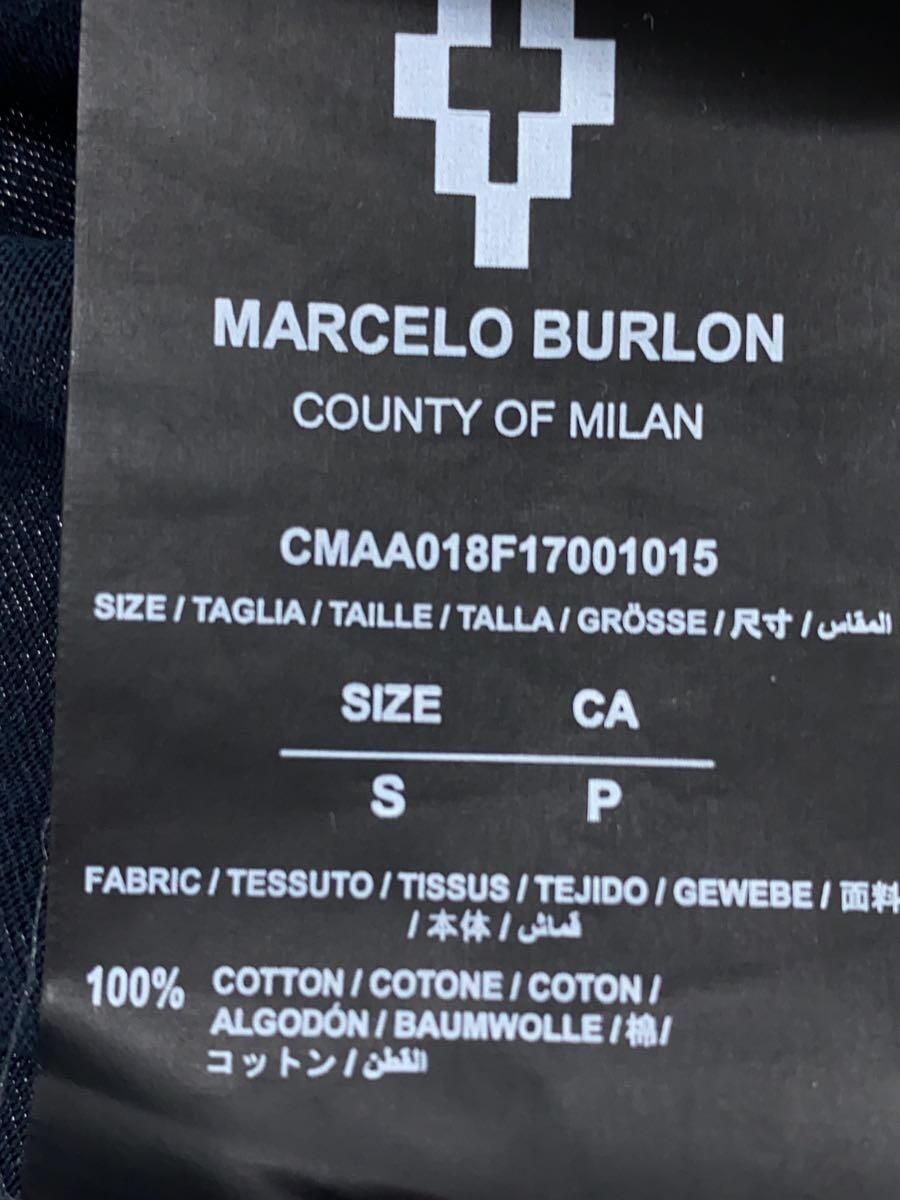 MARCELO BURLON
COUNTY OF MILAN
CMAA018F17001015
SIZE / TAGLIA / TAILLE / TALLA / GRÖSSE / 尺寸 / المقاس
SIZE CA
S P
FABRIC / TESSUTO / TISSUS / TEJIDO / GEWEBE / 面料
/ 本体 / قماش
100% COTTON / COTONE / COTON /
ALGODÓN / BAUMWOLLE / 棉/
コットン / القطن